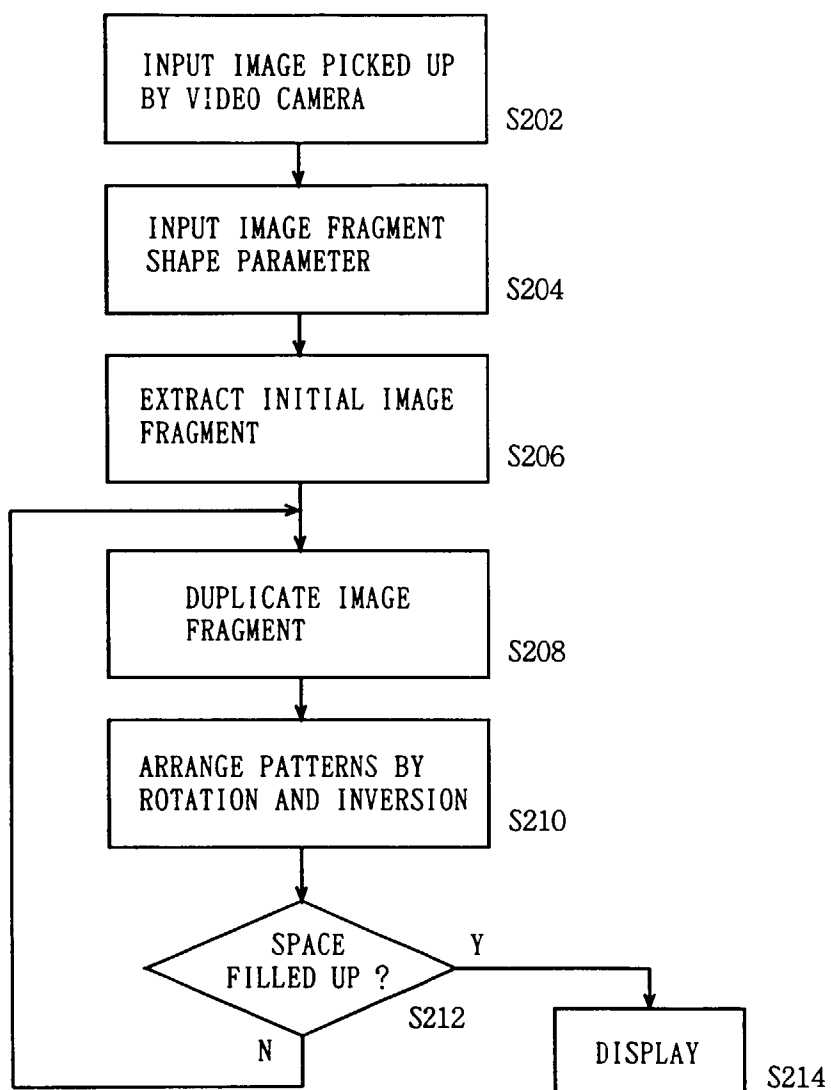 INPUT IMAGE PICKED UP
BY VIDEO CAMERA
S202
INPUT IMAGE FRAGMENT
SHAPE PARAMETER
S204
EXTRACT INITIAL IMAGE
FRAGMENT
S206
DUPLICATE IMAGE
FRAGMENT
S208
ARRANGE PATTERNS BY
ROTATION AND INVERSION
S210
SPACE
FILLED UP ?
Y
S212
N
DISPLAY
S214